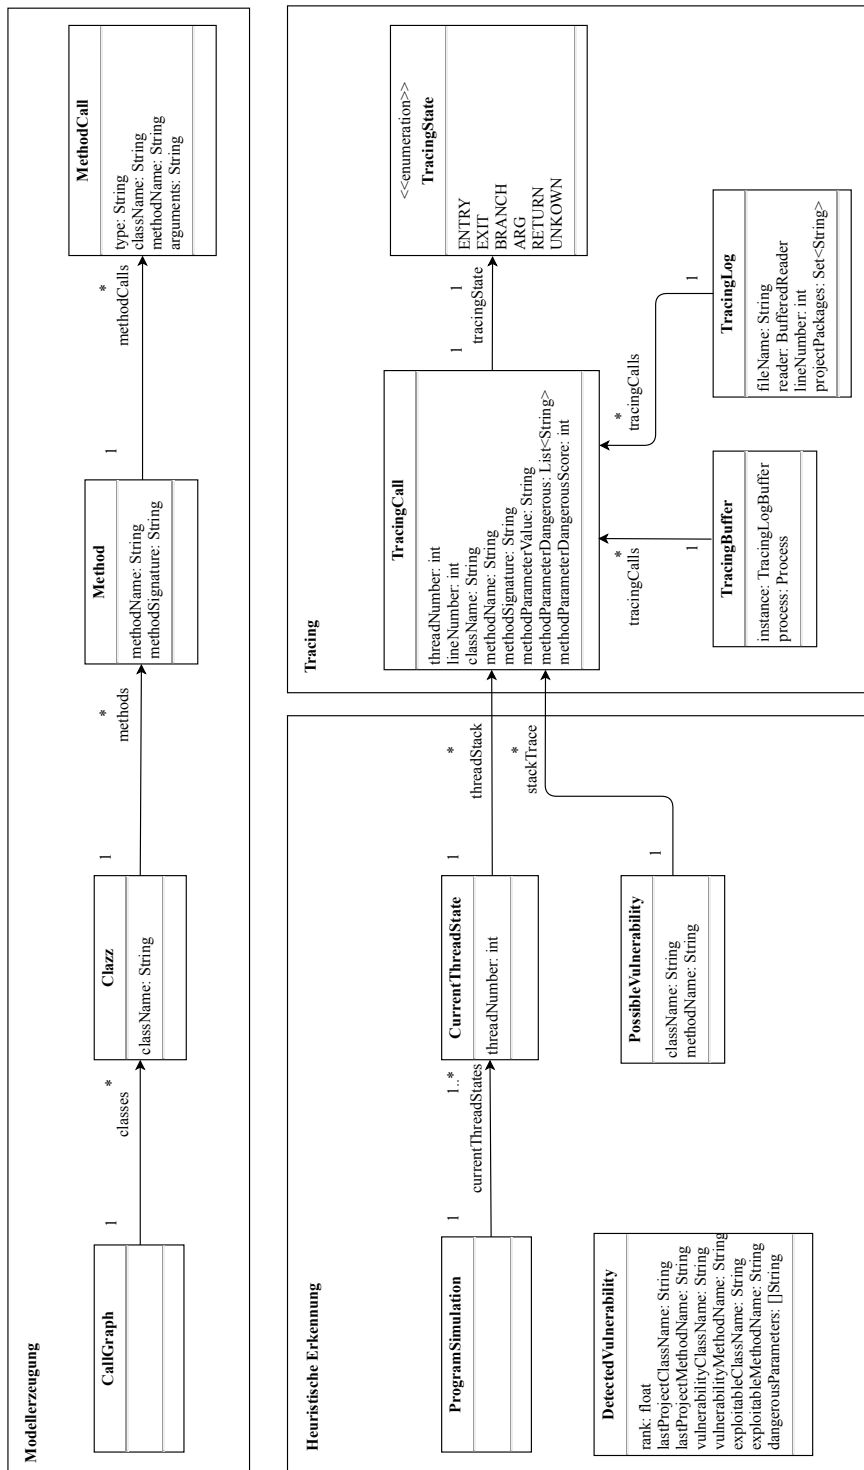 Modellerzeugung
CallGraph
1
classes
*
Clazz
className: String
1
methods
*
Method
methodName: String
methodSignature: String
1
methodCalls
*
MethodCall
type: String
className: String
methodName: String
arguments: String
Heuristische Erkennung
ProgramSimulation
1
currentThreadStates
1..*
CurrentThreadState
threadNumber: int
1
threadStack
*
DetectedVulnerability
rank: float
lastProjectClassName: String
lastProjectMethodName: String
vulnerabilityClassName: String
vulnerabilityMethodName: String
exploitableClassName: String
exploitableMethodName: String
dangerousParameters: []String
PossibleVulnerability
className: String
methodName: String
1
stackTrace
*
Tracing
TracingCall
threadNumber: int
lineNumber: int
className: String
methodName: String
methodSignature: String
methodParameterValue: String
methodParameterDangerous: List<String>
methodParameterDangerousScore: int
1
tracingState
1
<<enumeration>>
TracingState
ENTRY
EXIT
BRANCH
ARG
RETURN
UNKOWN
tracingCalls
*
1
TracingBuffer
instance: TracingLogBuffer
process: Process
tracingCalls
*
1
TracingLog
fileName: String
reader: BufferedReader
lineNumber: int
projectPackages: Set<String>